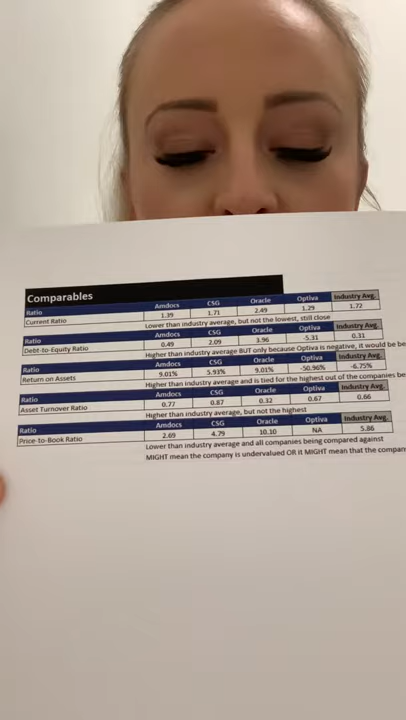 Comparables
Ratio Amdocs CSG Oracle Optiva Industry Avg.
Current Ratio 1.39 1.71 2.49 1.29 1.72
Lower than industry average, but not the lowest, still close
Ratio Amdocs CSG Oracle Optiva Industry Avg.
Debt-to-Equity Ratio 0.49 2.09 3.96 -5.31 0.31
Higher than industry average BUT only because Optiva is negative, it would be be
Ratio Amdocs CSG Oracle Optiva Industry Avg.
Return on Assets 9.01% 5.93% 9.01% -50.96% -6.75%
Higher than industry average and is tied for the highest out of the companies be
Ratio Amdocs CSG Oracle Optiva Industry Avg.
Asset Turnover Ratio 0.77 0.87 0.32 0.67 0.66
Higher than industry average, but not the highest
Ratio Amdocs CSG Oracle Optiva Industry Avg.
Price-to-Book Ratio 2.69 4.79 10.10 NA 5.86
Lower than industry average and all companies being compared against
MIGHT mean the company is undervalued OR it MIGHT mean that the compan